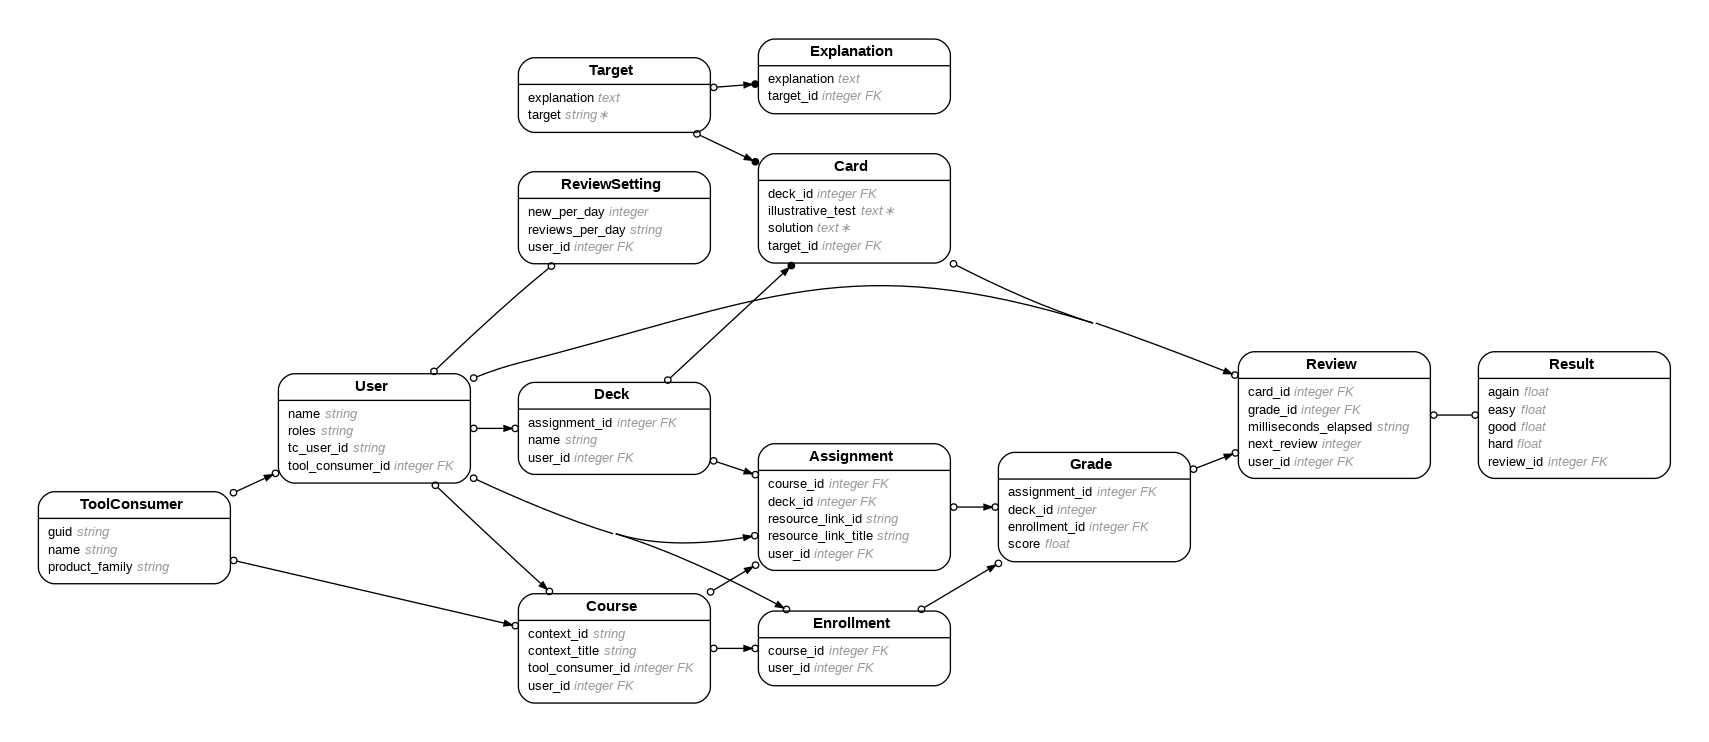 Explanation
explanation text
target_id integer FK
Target
explanation text
target string∗
Card
deck_id integer FK
illustrative_test text∗
solution text∗
target_id integer FK
ReviewSetting
new_per_day integer
reviews_per_day string
user_id integer FK
Review
card_id integer FK
grade_id integer FK
milliseconds_elapsed string
next_review integer
user_id integer FK
Result
again float
easy float
good float
hard float
review_id integer FK
User
name string
roles string
tc_user_id string
tool_consumer_id integer FK
Deck
assignment_id integer FK
name string
user_id integer FK
Assignment
course_id integer FK
deck_id integer FK
resource_link_id string
resource_link_title string
user_id integer FK
Grade
assignment_id integer FK
deck_id integer
enrollment_id integer FK
score float
ToolConsumer
guid string
name string
product_family string
Course
context_id string
context_title string
tool_consumer_id integer FK
user_id integer FK
Enrollment
course_id integer FK
user_id integer FK